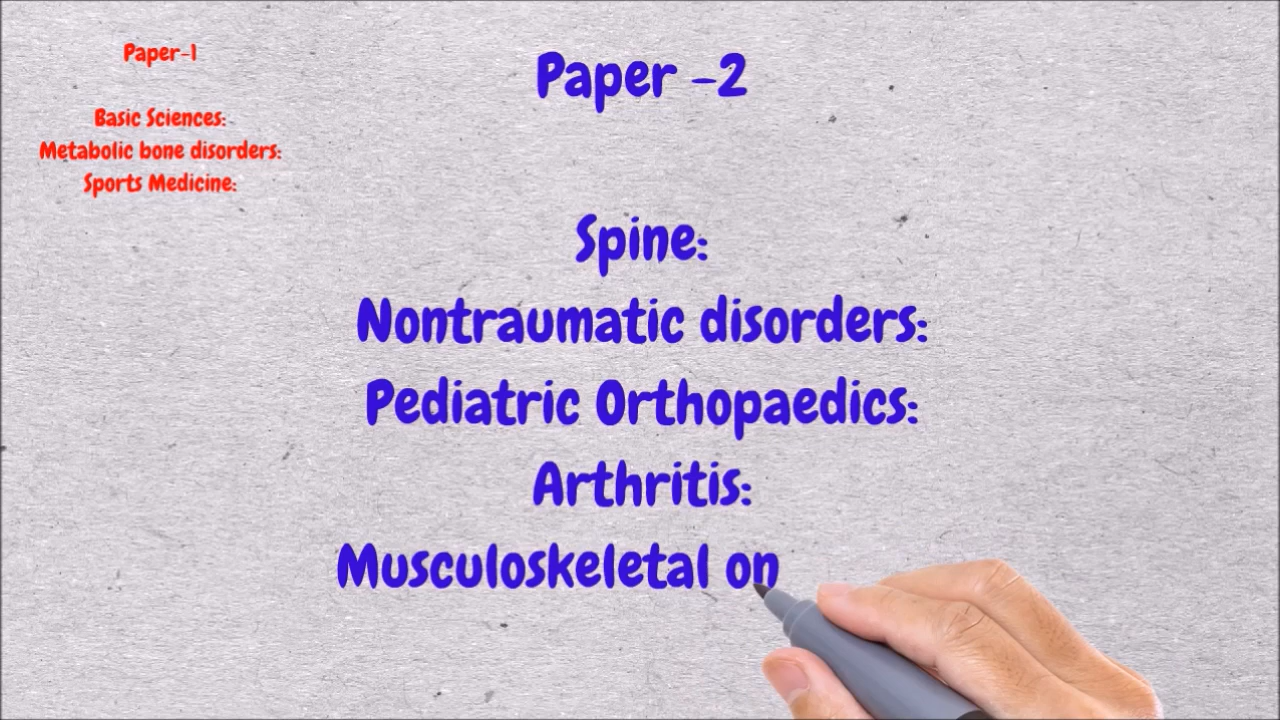 Paper-1
Basic Sciences:
Metabolic bone disorders:
Sports Medicine:
Paper -2
Spine:
Nontraumatic disorders:
Pediatric Orthopaedics:
Arthritis:
Musculoskeletal on